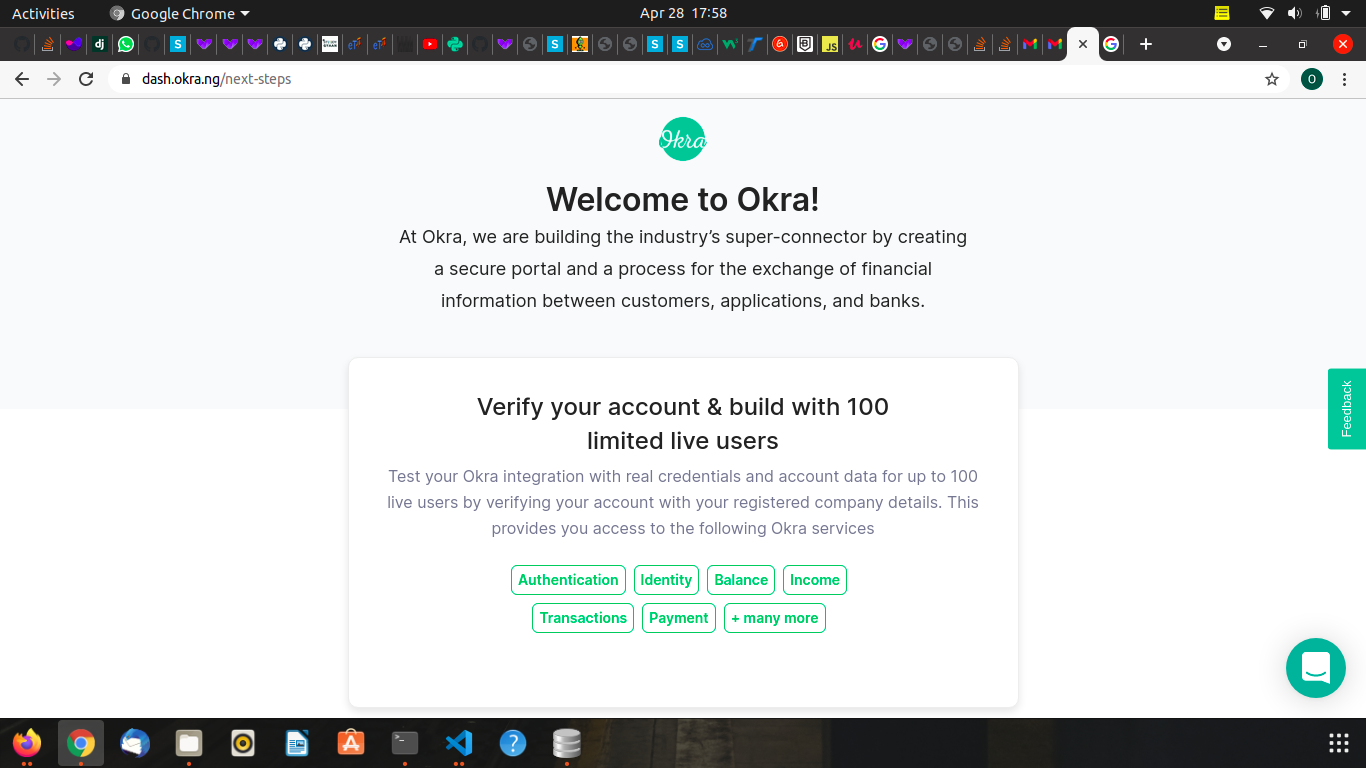 Activities
Google Chrome
Apr 28 17:58
dj
S
JS
dash.okra.ng/next-steps
O
Okra
Welcome to Okra!
At Okra, we are building the industry’s super-connector by creating
a secure portal and a process for the exchange of financial
information between customers, applications, and banks.
Feedback
Verify your account & build with 100
limited live users
Test your Okra integration with real credentials and account data for up to 100
live users by verifying your account with your registered company details. This
provides you access to the following Okra services
Authentication Identity Balance Income
Transactions Payment + many more